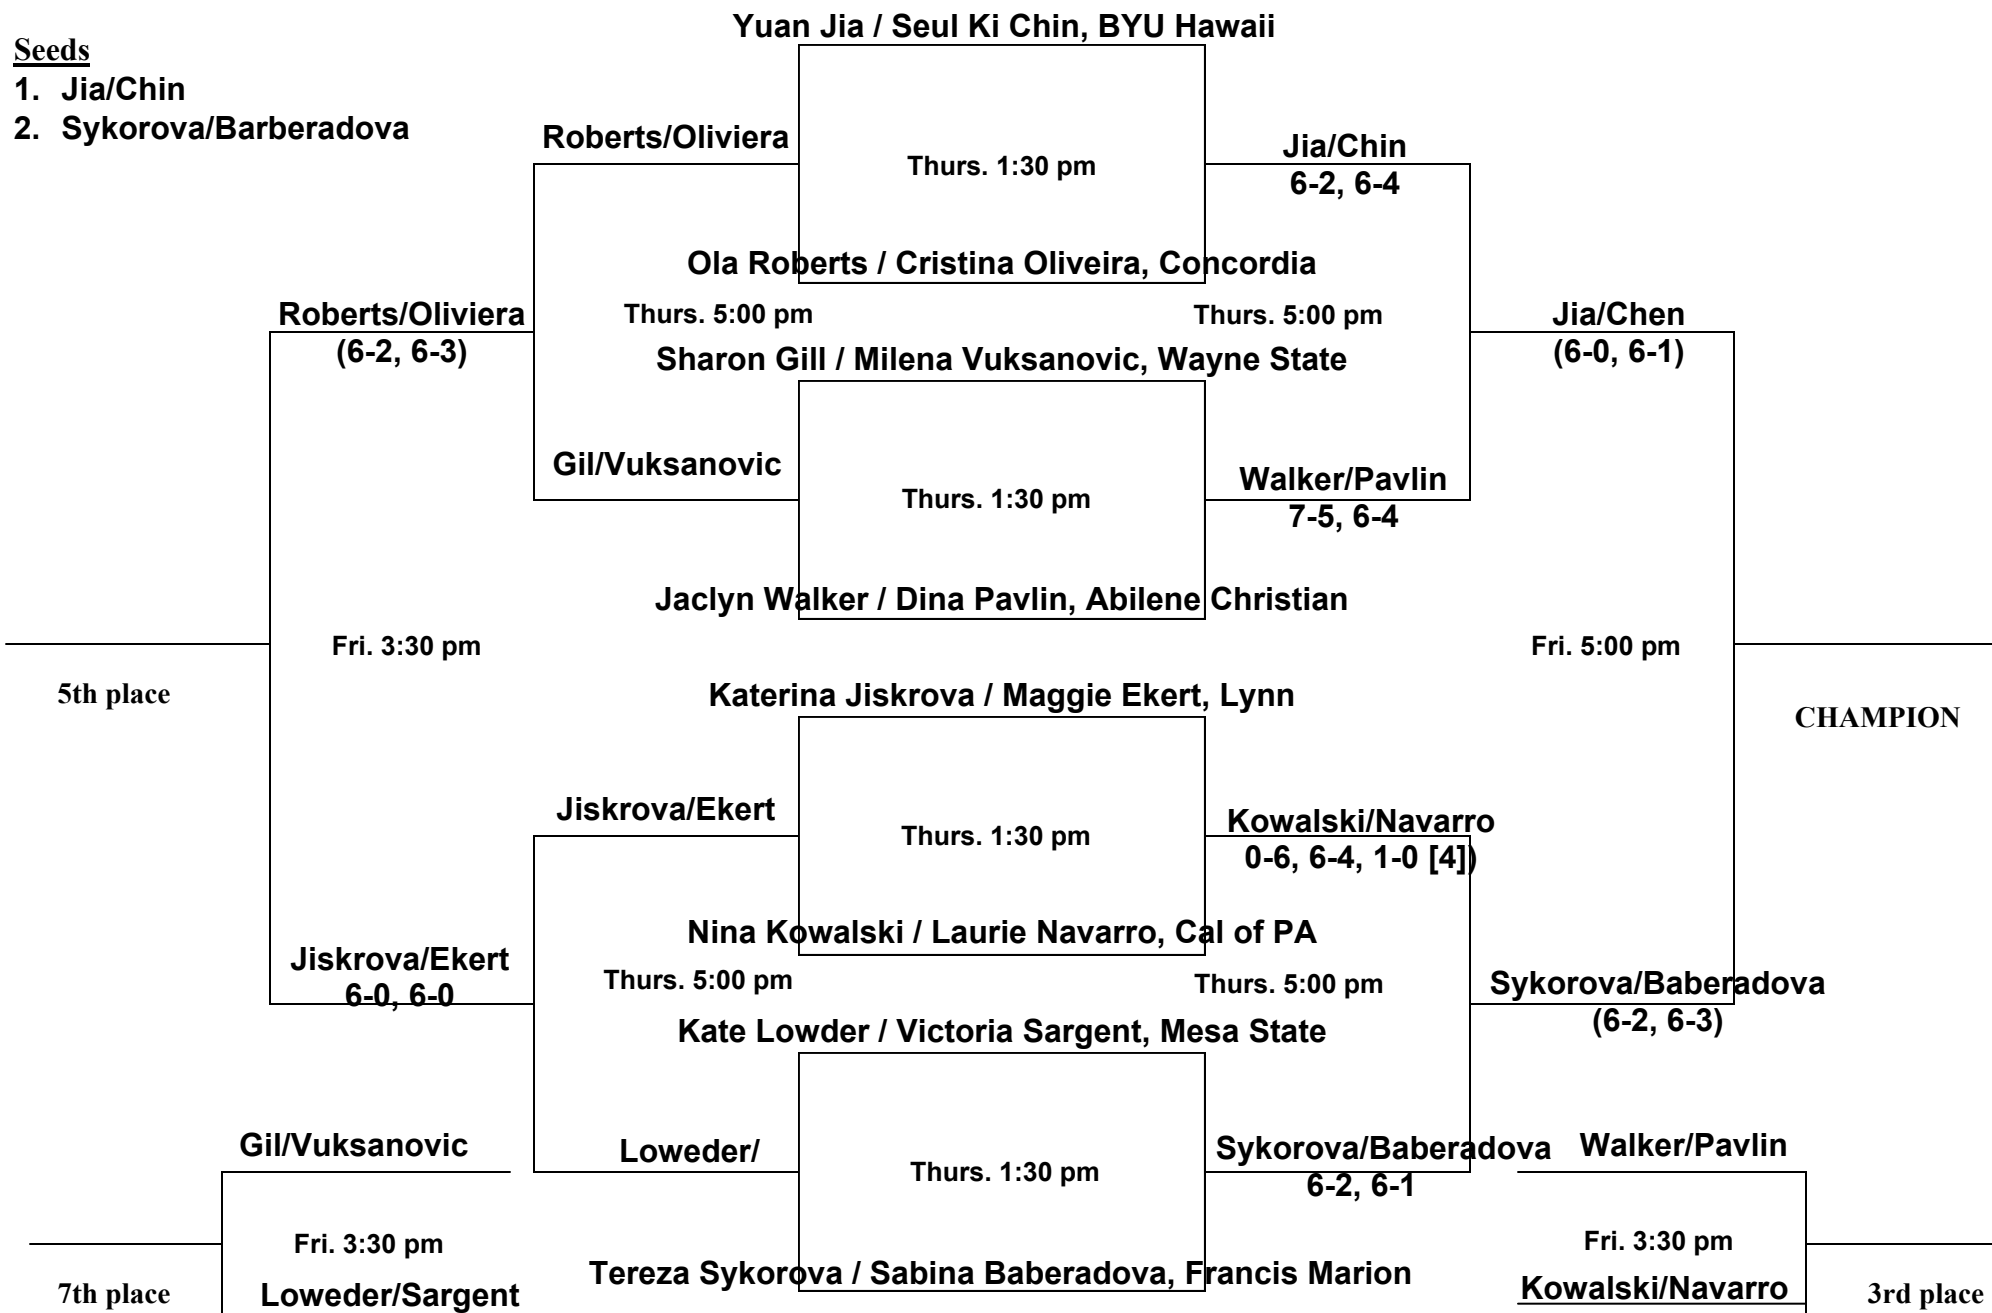 Yuan Jia / Seul Ki Chin, BYU Hawaii
Seeds
1. Jia/Chin
2. Sykorova/Barberadova
Roberts/Oliviera
Thurs. 1:30 pm
Jia/Chin
6-2, 6-4
Ola Roberts / Cristina Oliveira, Concordia
Roberts/Oliviera
(6-2, 6-3)
Thurs. 5:00 pm
Thurs. 5:00 pm
Jia/Chen
(6-0, 6-1)
Sharon Gill / Milena Vuksanovic, Wayne State
Gil/Vuksanovic
Thurs. 1:30 pm
Walker/Pavlin
7-5, 6-4
Jaclyn Walker / Dina Pavlin, Abilene Christian
Fri. 3:30 pm
Fri. 5:00 pm
5th place
Katerina Jiskrova / Maggie Ekert, Lynn
CHAMPION
Jiskrova/Ekert
Thurs. 1:30 pm
Kowalski/Navarro
0-6, 6-4, 1-0 [4])
Nina Kowalski / Laurie Navarro, Cal of PA
Jiskrova/Ekert
6-0, 6-0
Thurs. 5:00 pm
Thurs. 5:00 pm
Sykorova/Baberadova
(6-2, 6-3)
Kate Lowder / Victoria Sargent, Mesa State
Gil/Vuksanovic
Loweder/
Thurs. 1:30 pm
Sykorova/Baberadova
6-2, 6-1
Walker/Pavlin
Fri. 3:30 pm
Fri. 3:30 pm
Tereza Sykorova / Sabina Baberadova, Francis Marion
7th place
Loweder/Sargent
Kowalski/Navarro
3rd place